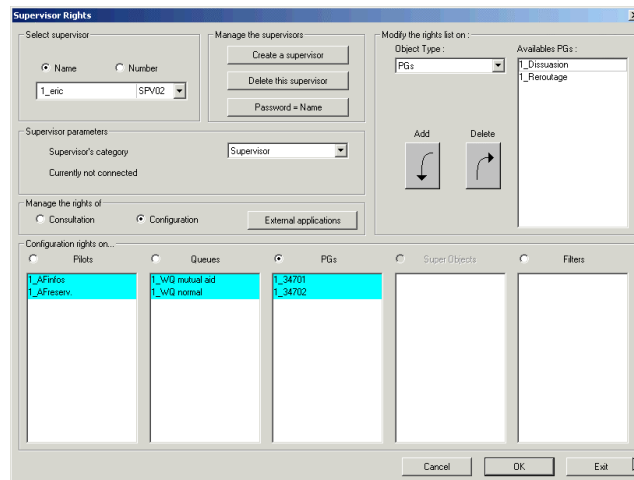 Supervisor Rights
Select supervisor
Name
Number
1_eric
SPV02
Manage the supervisors
Create a supervisor
Delete this supervisor
Password = Name
Modify the rights list on :
Object Type :
PGs
Availables PGs :
1_Dissuasion
1_Reroutage
Add
Delete
Supervisor parameters
Supervisor's category
Supervisor
Currently not connected
Manage the rights of
Consultation
Configuration
External applications
Configuration rights on...
Pilots
Queues
PGs
Super Objects
Filters
1_AFinfos
1_AFreserv.
1_WQ mutual aid
1_WQ normal
1_34701
1_34702
Cancel
OK
Exit